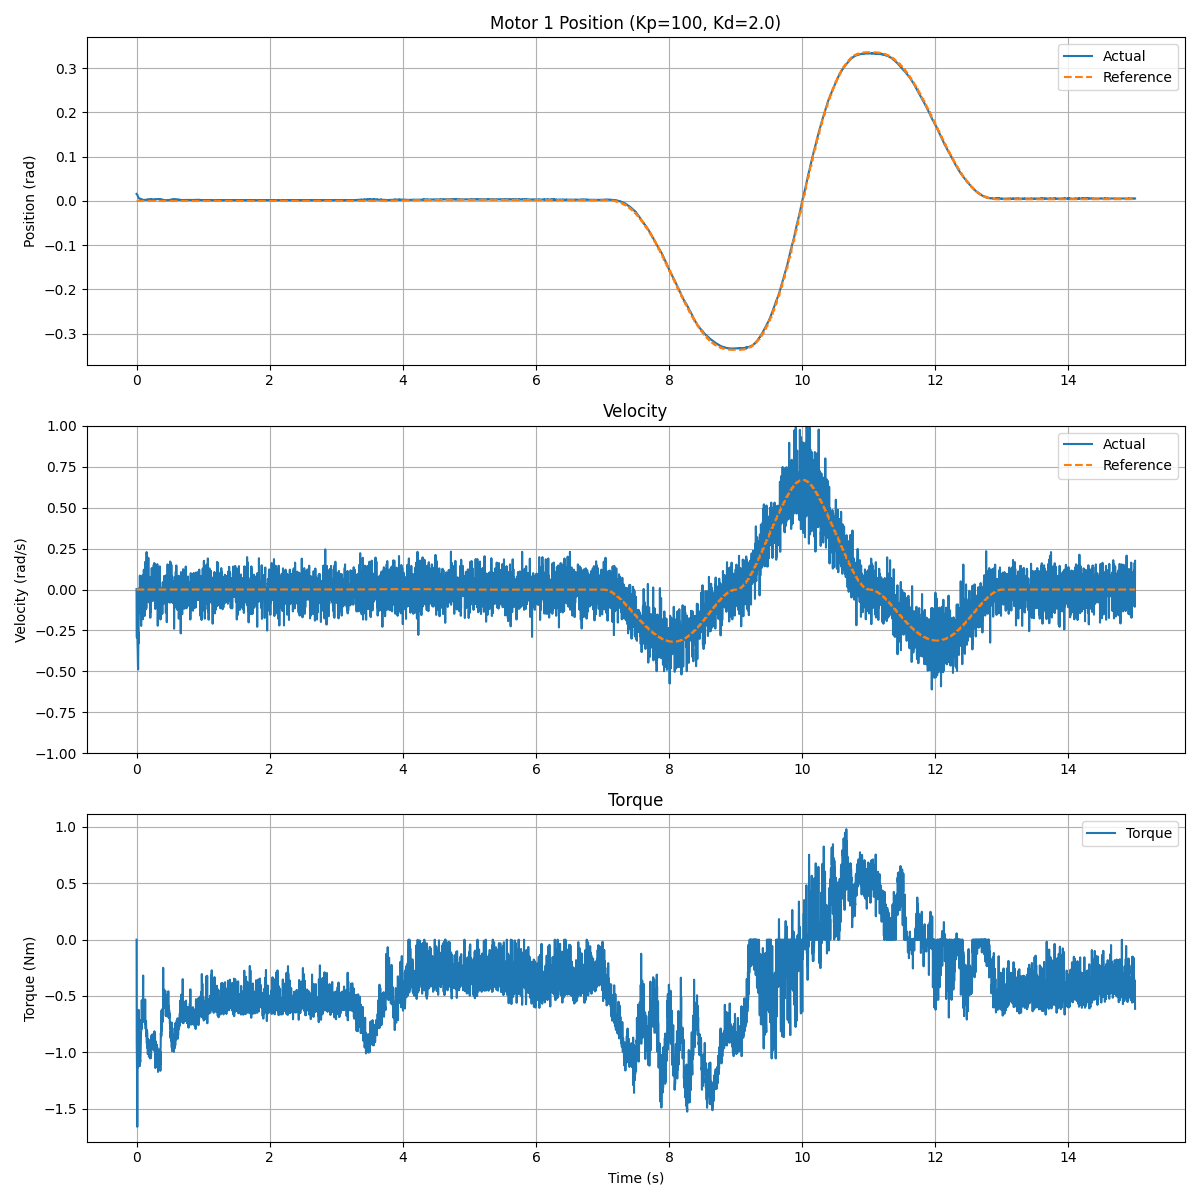 Motor 1 Position (Kp=100, Kd=2.0)
Position (rad)
0.3
0.2
0.1
0.0
−0.1
−0.2
−0.3
Actual
Reference
0 2 4 6 8 10 12 14
Velocity
Velocity (rad/s)
1.00
0.75
0.50
0.25
0.00
−0.25
−0.50
−0.75
−1.00
Actual
Reference
0 2 4 6 8 10 12 14
Torque
Torque (Nm)
1.0
0.5
0.0
−0.5
−1.0
−1.5
Torque
0 2 4 6 8 10 12 14
Time (s)